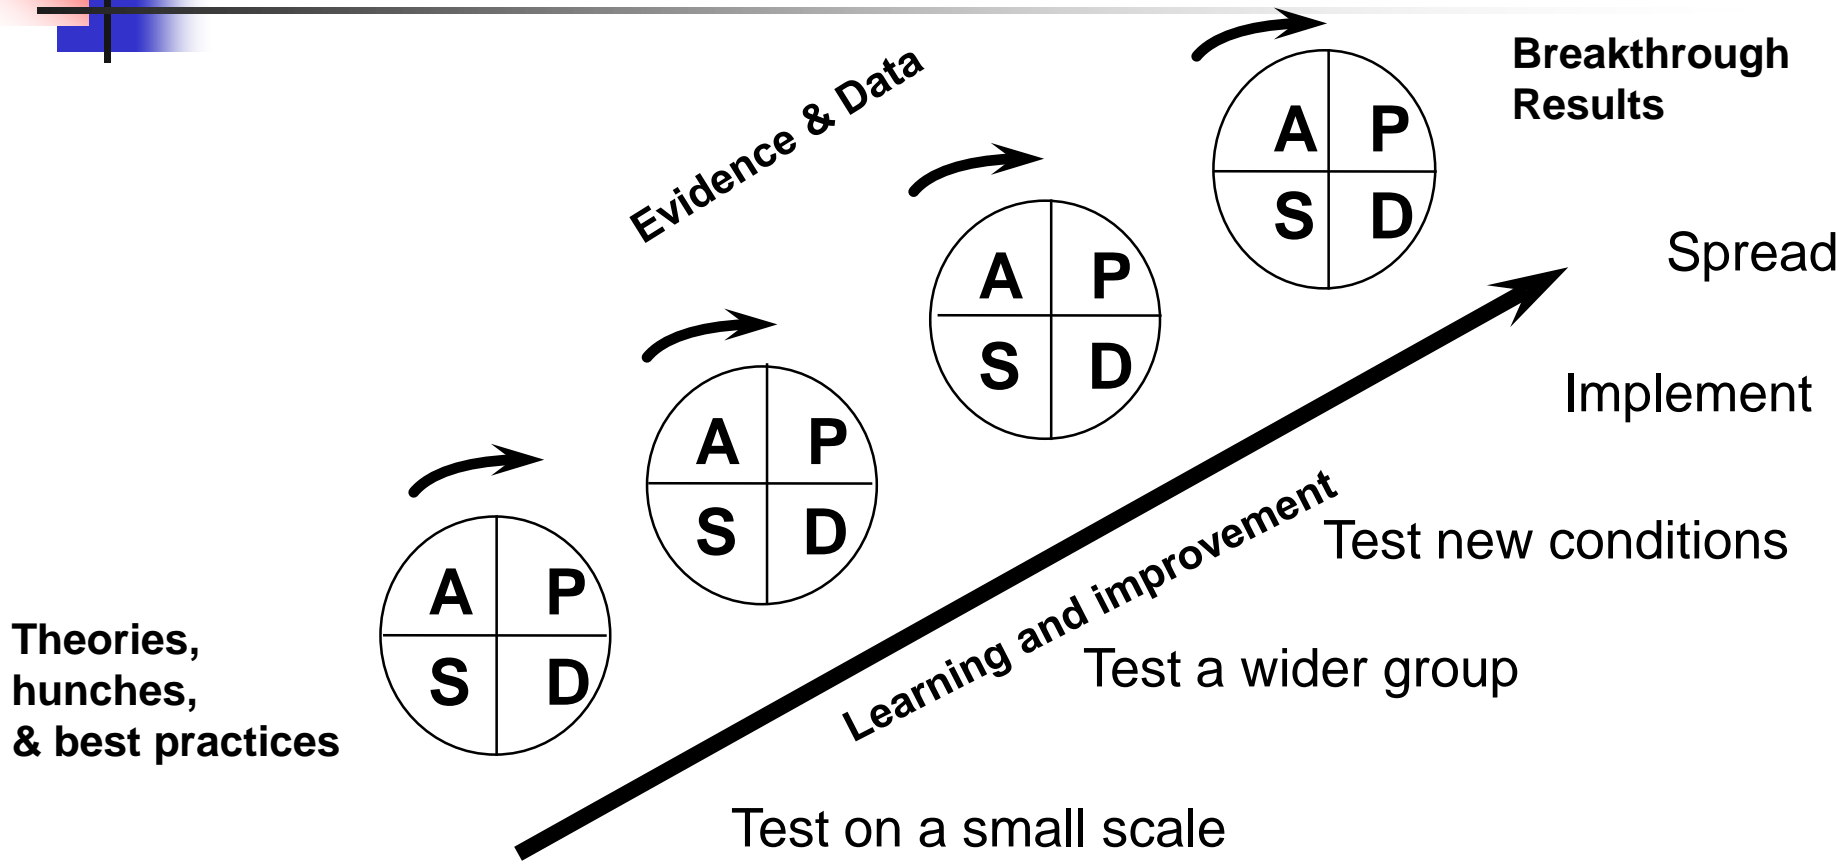 Breakthrough
Results
Evidence & Data
A P
S D
Spread
A P
S D
Implement
A P
S D
Learning and improvement
Test new conditions
A P
S D
Theories,
hunches,
& best practices
Test a wider group
Test on a small scale